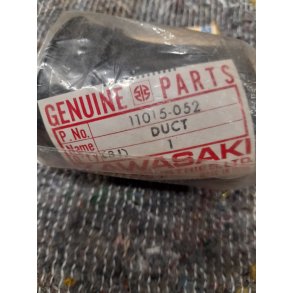 GENUINE PARTS
P.No. 11015-052
Name DUCT
1
KAWASAKI